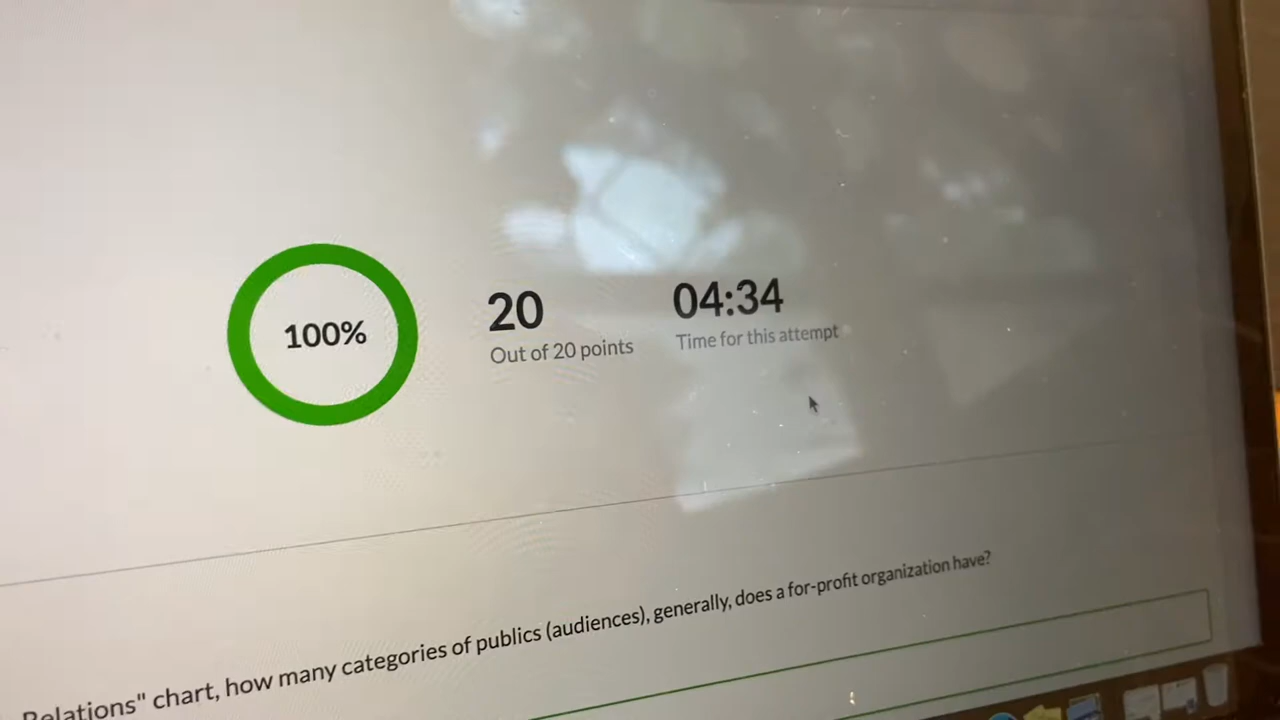 100%
20
Out of 20 points
04:34
Time for this attempt
Relations" chart, how many categories of publics (audiences), generally, does a for-profit organization have?